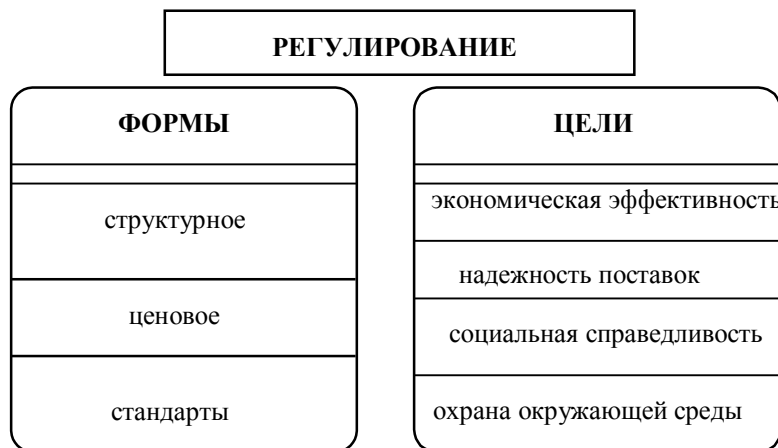 РЕГУЛИРОВАНИЕ
ФОРМЫ
структурное
ценовое
стандарты
ЦЕЛИ
экономическая эффективность
надежность поставок
социальная справедливость
охрана окружающей среды